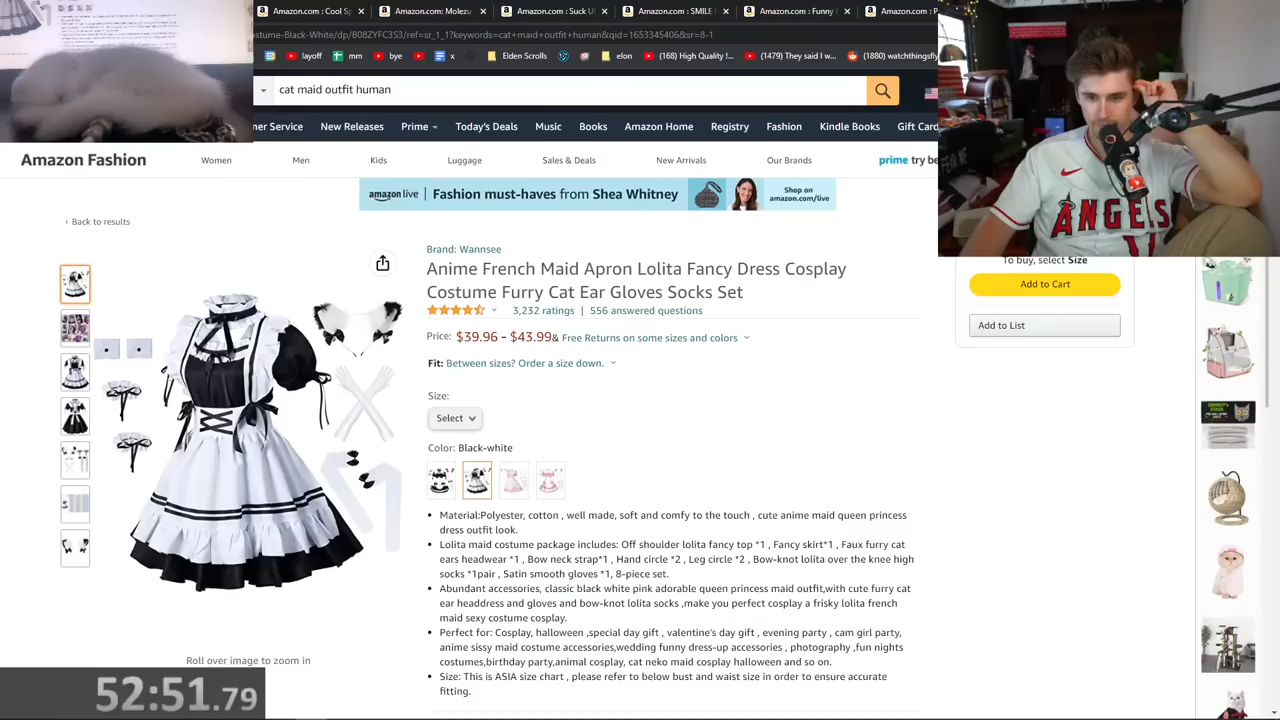 Amazon.com: SMILE
Amazon.com
layoff
mm
bye
x
Elden Scrolls
elon
(168) High Quality I...
(1479) They said I w...
(1880) watchthingsfly
cat maid outfit human
mer Service
New Releases
Prime
Today's Deals
Music
Books
Amazon Home
Registry
Fashion
Kindle Books
Gift Card
Amazon Fashion
Women
Men
Kids
Luggage
Sales & Deals
New Arrivals
Our Brands
prime try be
amazon live | Fashion must-haves from Shea Whitney
Shop on
amazon.com/live
‹ Back to results
ANGELS
Brand: Wannsee
Anime French Maid Apron Lolita Fancy Dress Cosplay
Costume Furry Cat Ear Gloves Socks Set
3,232 ratings | 556 answered questions
Price: $39.96 - $43.99& Free Returns on some sizes and colors
Fit: Between sizes? Order a size down.
Size:
Select
Color: Black-white
To buy, select Size
Add to Cart
Add to List
• Material:Polyester,Cotton , well made, soft and comfy to the touch , cute anime maid queen princess
dress outfit look.
• Lolita maid costume package includes: Off shoulder lolita fancy top *1 , Fancy skirt*1 , Faux furry cat
ears headwear *1, Bow neck strap*1 , Hand circle *2 , Leg circle *2 , Bow-knot lolita over the knee high
socks *1pair , Satin smooth gloves *1, 8-piece set.
• Abundant accessories, classic black white pink adorable queen princess maid outfit,with cute furry cat
ear headdress and gloves and bow-knot lolita socks ,make you perfect cosplay a frisky lolita french
maid sexy costume cosplay.
• Perfect for: Cosplay, halloween ,special day gift , valentine's day gift , evening party , cam girl party,
anime sissy maid costume accessories,wedding funny dress-up accessories , photography ,fun nights
costumes,birthday party,animal cosplay, cat neko maid cosplay halloween and so on.
• Size: This is ASIA size chart , please refer to below bust and waist size in order to ensure accurate
fitting.
Roll over image to zoom in
52:51.79